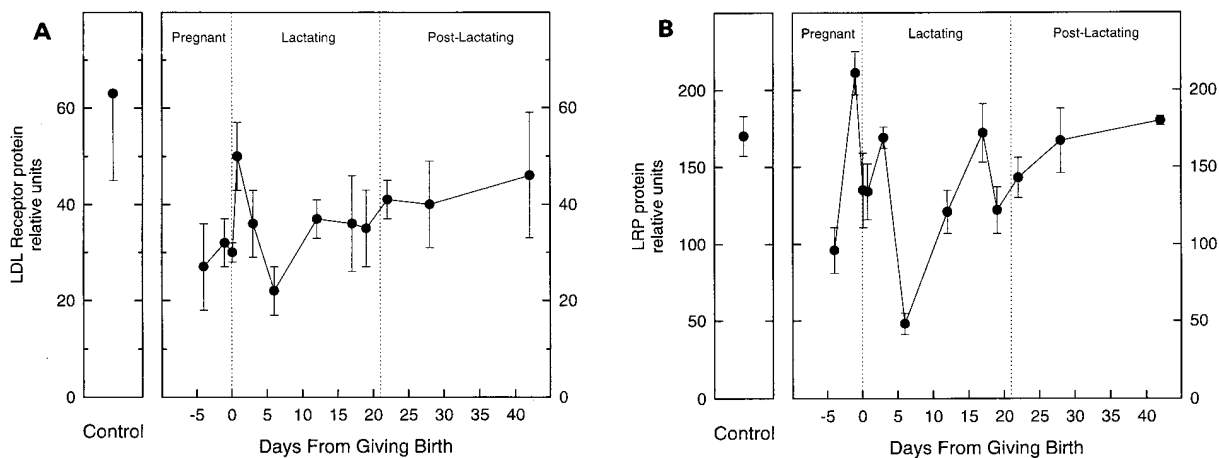 A
Pregnant Lactating Post-Lactating
LDL Receptor protein
relative units
60
40
20
0
60
40
20
0
Control
-5 0 5 10 15 20 25 30 35 40
Days From Giving Birth
B
Pregnant Lactating Post-Lactating
LRP protein
relative units
200
150
100
50
0
200
150
100
50
0
Control
-5 0 5 10 15 20 25 30 35 40
Days From Giving Birth